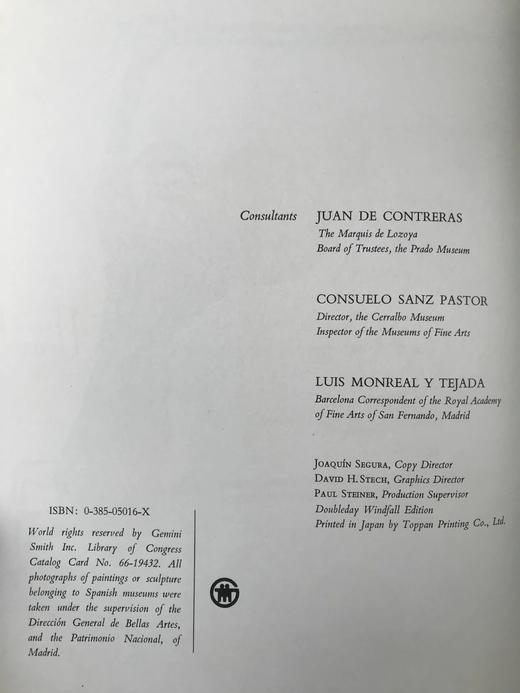 Consultants JUAN DE CONTRERAS
The Marquis de Lozoya
Board of Trustees, the Prado Museum
CONSUELO SANZ PASTOR
Director, the Cerralbo Museum
Inspector of the Museums of Fine Arts
LUIS MONREAL Y TEJADA
Barcelona Correspondent of the Royal Academy
of Fine Arts of San Fernando, Madrid
JOAQUÍN SEGURA, Copy Director
DAVID H. STECH, Graphics Director
PAUL STEINER, Production Supervisor
Doubleday Windfall Edition
Printed in Japan by Toppan Printing Co., Ltd.
ISBN: 0-385-05016-X
World rights reserved by Gemini
Smith Inc. Library of Congress
Catalog Card No. 66-19432. All
photographs of paintings or sculpture
belonging to Spanish museums were
taken under the supervision of the
Dirección General de Bellas Artes,
and the Patrimonio Nacional, of
Madrid.